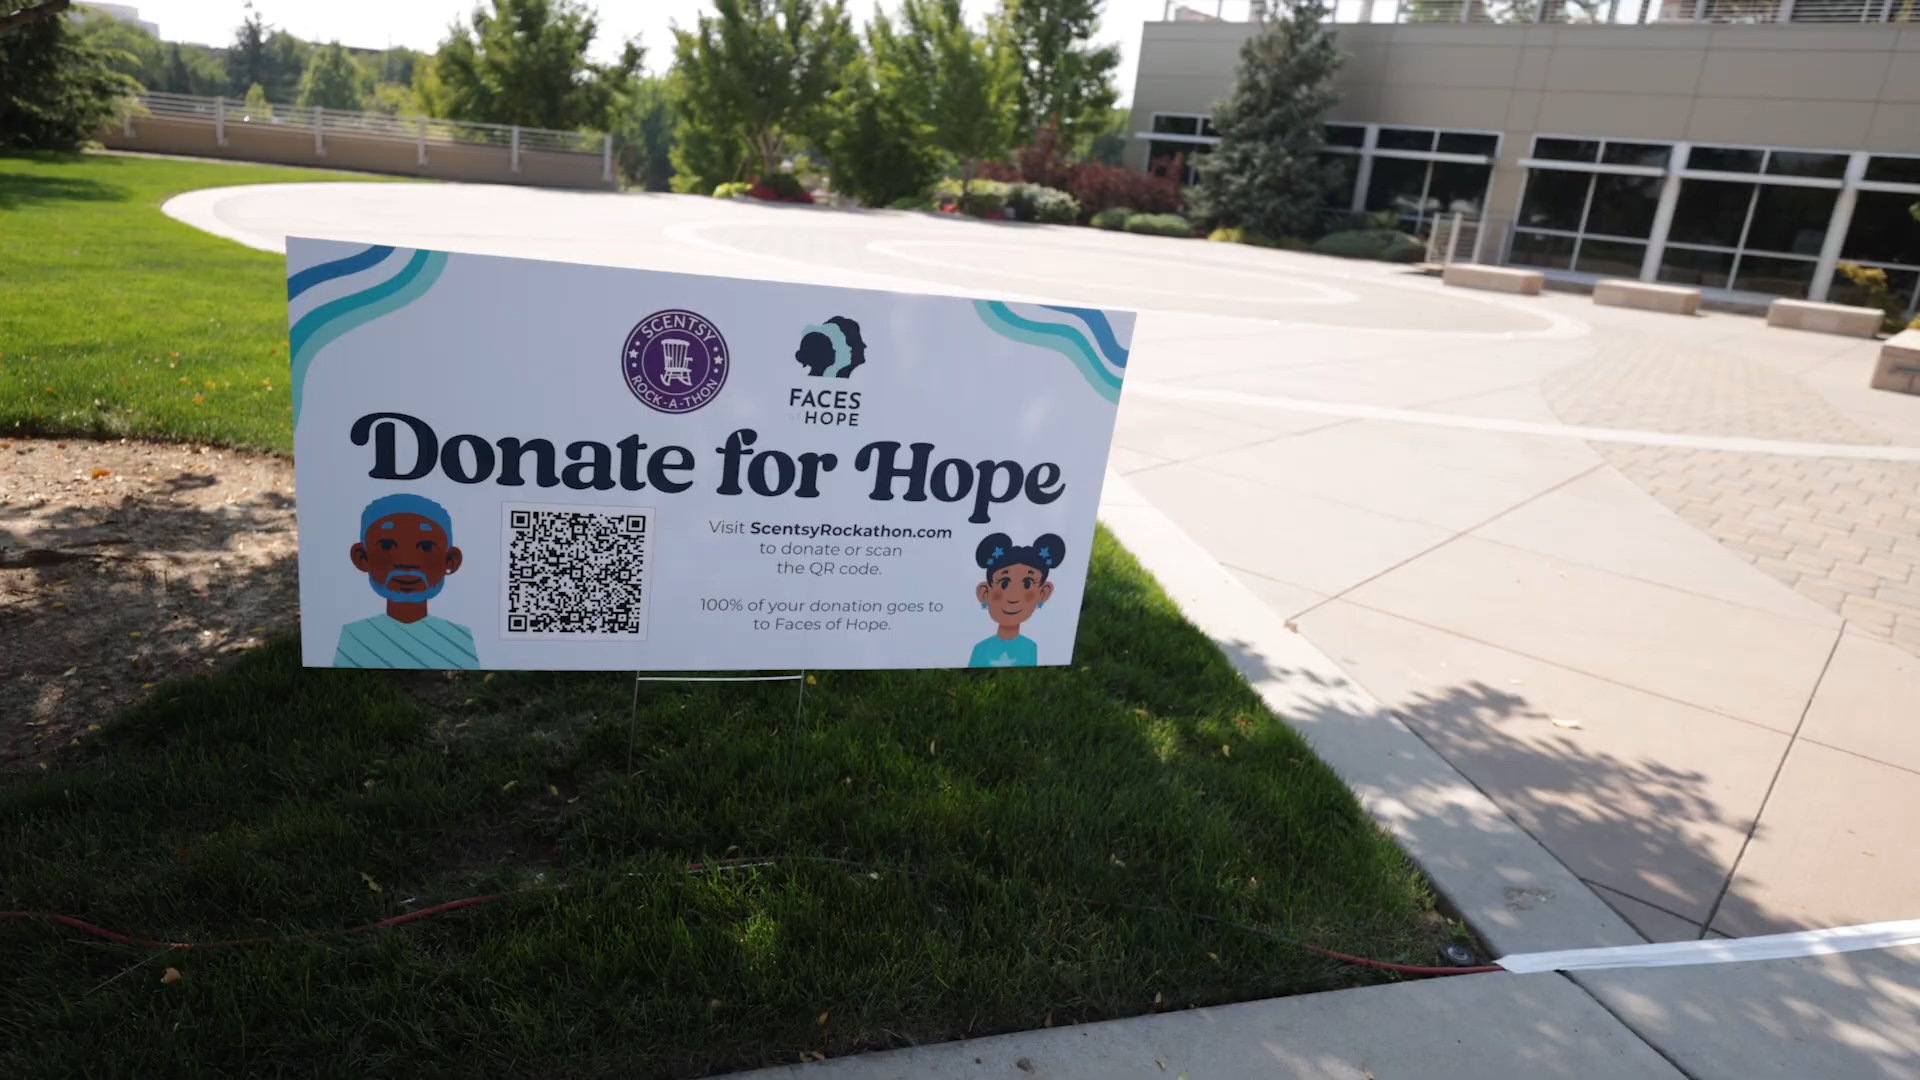 SCENTSY
ROCK-A-THON
FACES
of HOPE
Donate for Hope
Visit ScentsyRockathon.com
to donate or scan
the QR code.
100% of your donation goes to
to Faces of Hope.